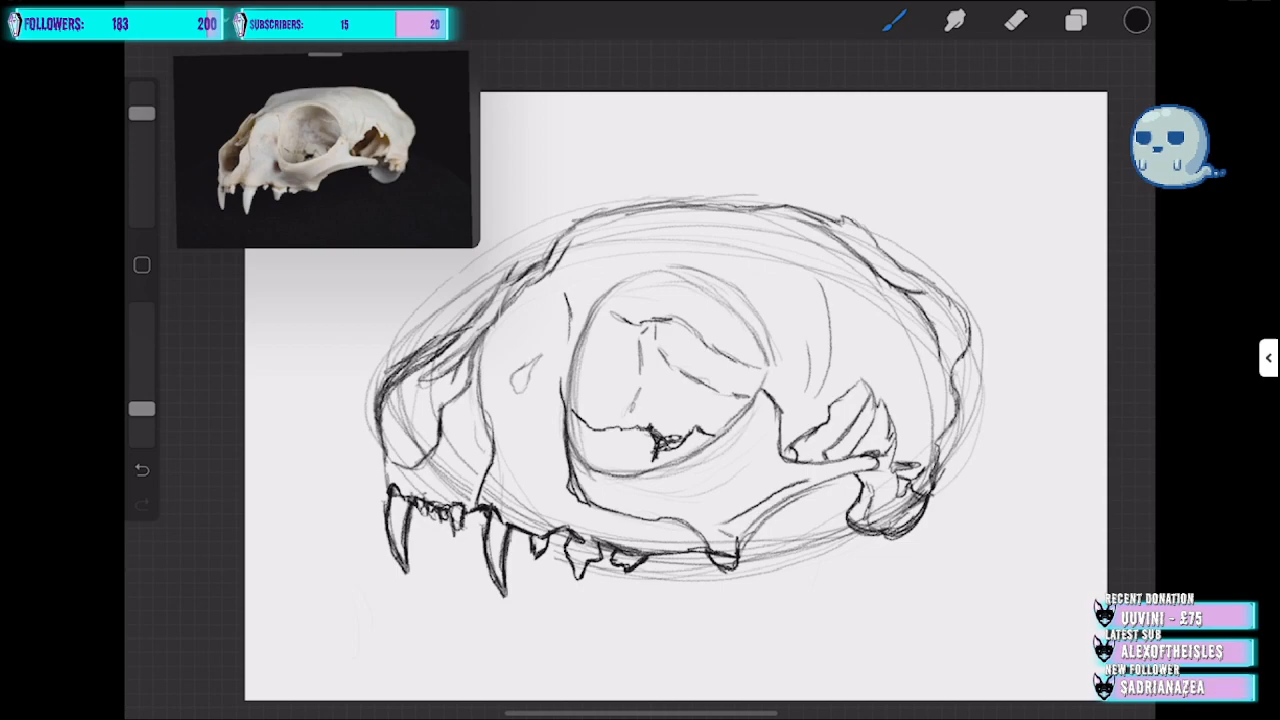 FOLLOWERS: 183 200
SUBSCRIBERS: 15 20
RECENT DONATION
UUVINI - £75
LATEST SUB
ALEXOFTHEISLES
NEW FOLLOWER
SADRIANAZEA